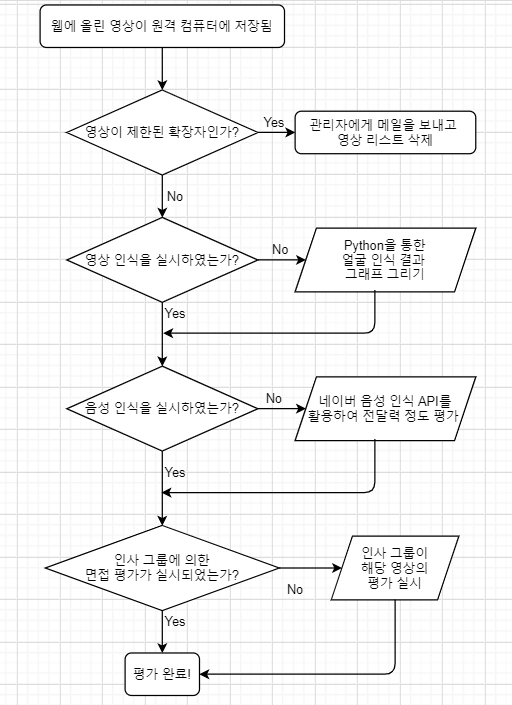 웹에 올린 영상이 원격 컴퓨터에 저장됨
영상이 제한된 확장자인가?
Yes
관리자에게 메일을 보내고
영상 리스트 삭제
No
영상 인식을 실시하였는가?
No
Python을 통한
얼굴 인식 결과
그래프 그리기
Yes
음성 인식을 실시하였는가?
No
네이버 음성 인식 API를
활용하여 전달력 정도 평가
Yes
인사 그룹에 의한
면접 평가가 실시되었는가?
No
인사 그룹이
해당 영상의
평가 실시
Yes
평가 완료!